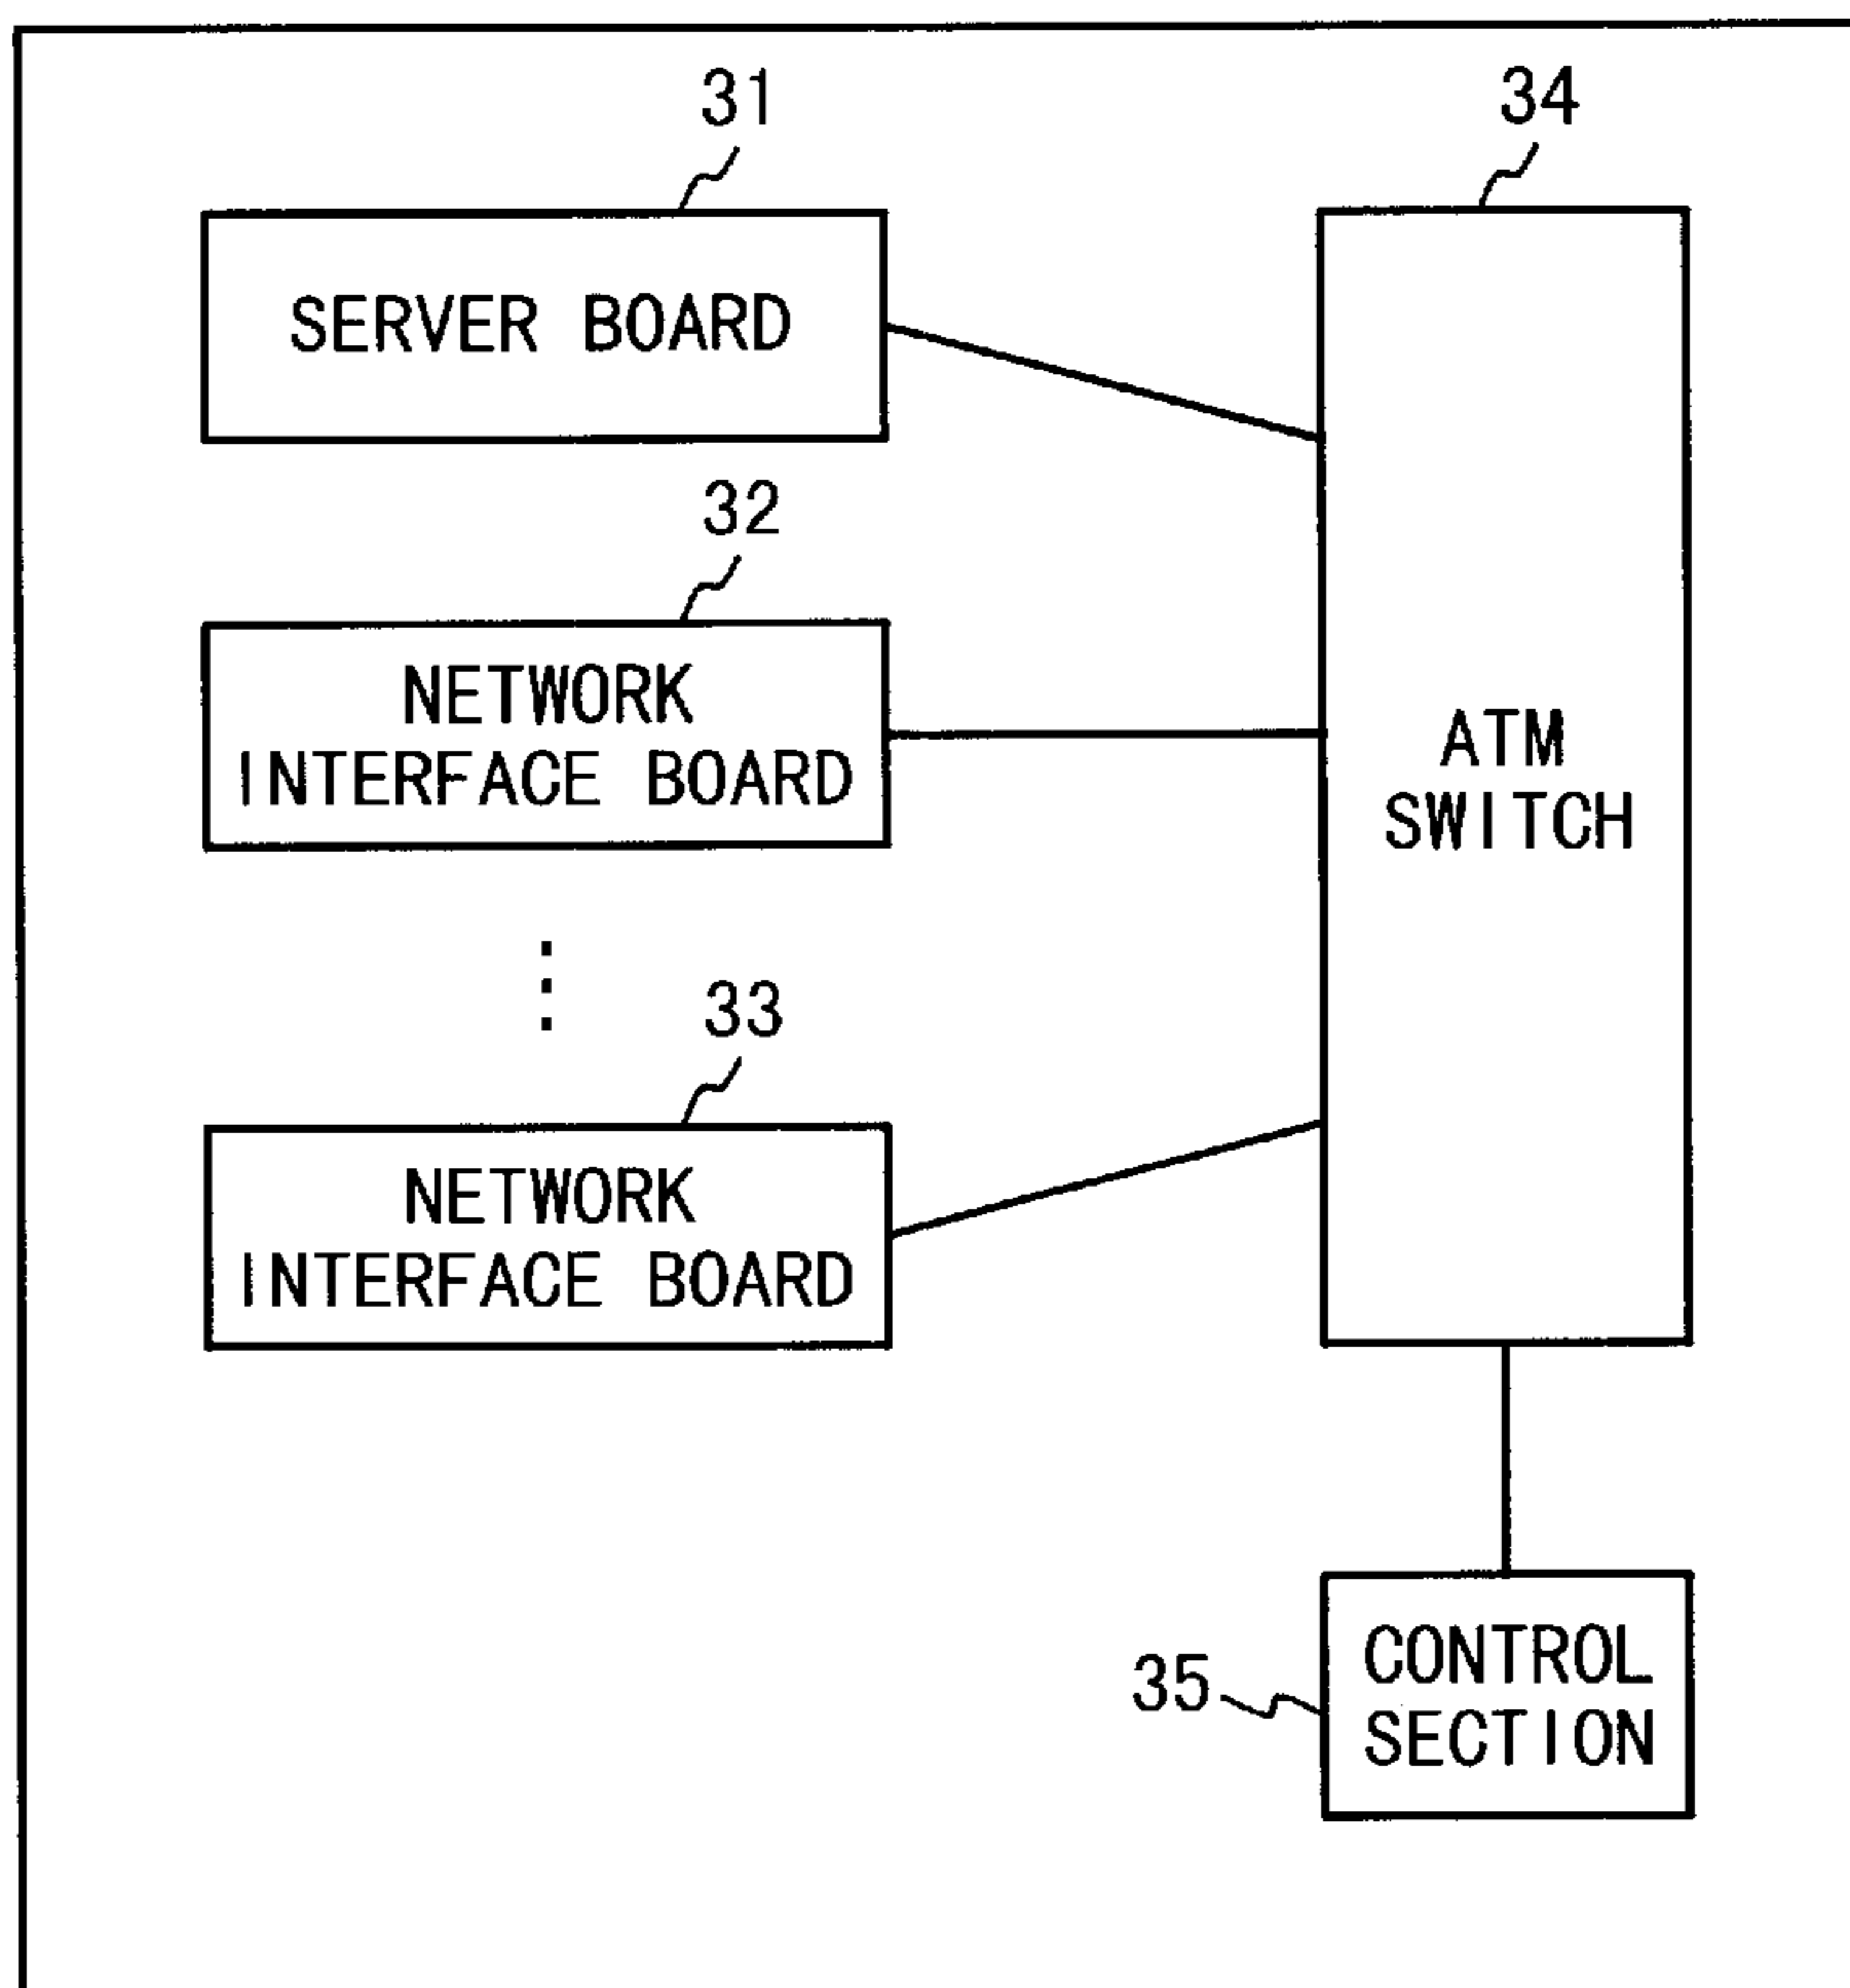 31
34
SERVER BOARD
32
NETWORK
INTERFACE BOARD
ATM
SWITCH
33
NETWORK
INTERFACE BOARD
35
CONTROL
SECTION